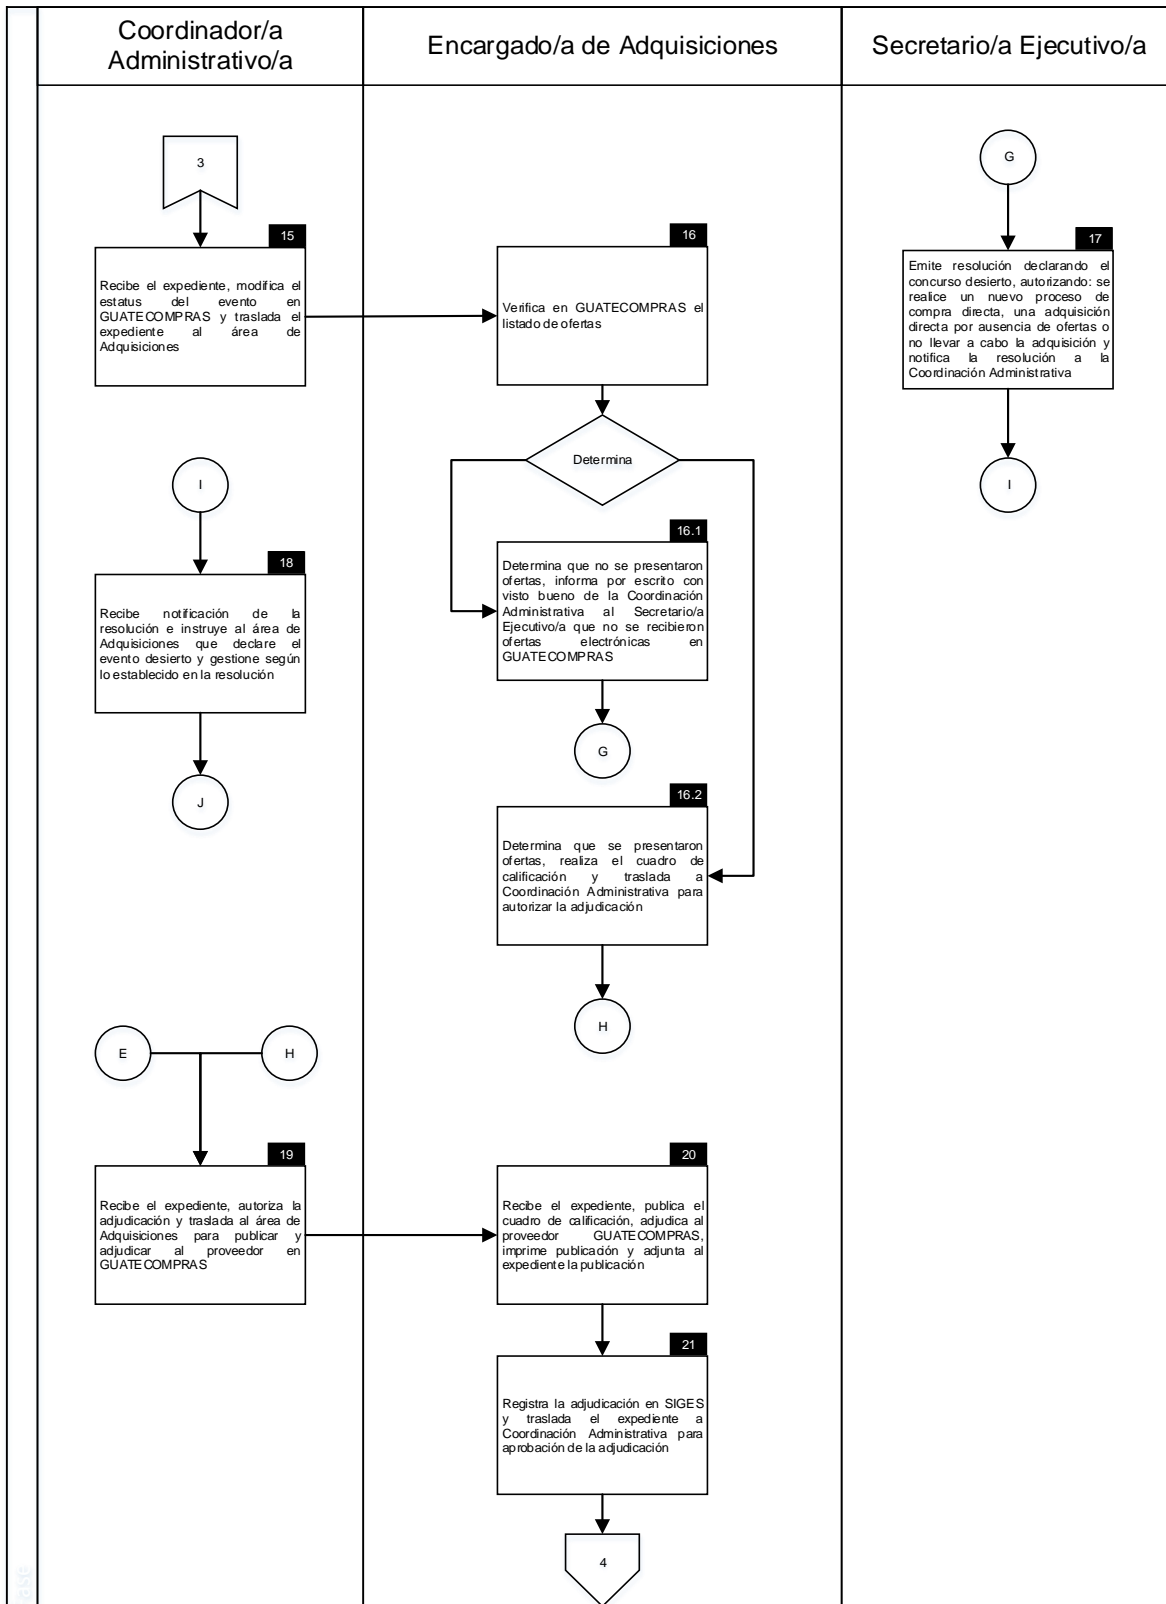 Coordinador/a
Administrativo/a
Encargado/a de Adquisiciones
Secretario/a Ejecutivo/a
3
15
Recibe el expediente, modifica el
estatus del evento en
GUATECOMPRAS y traslada el
expediente al área de
Adquisiciones
16
Verifica en GUATECOMPRAS el
listado de ofertas
Determina
G
17
Emite resolución declarando el
concurso desierto, autorizando: se
realice un nuevo proceso de
compra directa, una adquisición
directa por ausencia de ofertas o
no llevar a cabo la adquisición y
notifica la resolución a la
Coordinación Administrativa
I
I
18
Recibe notificación de la
resolución e instruye al área de
Adquisiciones que declare el
evento desierto y gestione según
lo establecido en la resolución
J
16.1
Determina que no se presentaron
ofertas, informa por escrito con
visto bueno de la Coordinación
Administrativa al Secretario/a
Ejecutivo/a que no se recibieron
ofertas electrónicas en
GUATECOMPRAS
G
16.2
Determina que se presentaron
ofertas, realiza el cuadro de
calificación y traslada a
Coordinación Administrativa para
autorizar la adjudicación
H
E
H
19
Recibe el expediente, autoriza la
adjudicación y traslada al área de
Adquisiciones para publicar y
adjudicar al proveedor en
GUATECOMPRAS
20
Recibe el expediente, publica el
cuadro de calificación, adjudica al
proveedor GUATECOMPRAS,
imprime publicación y adjunta al
expediente la publicación
21
Registra la adjudicación en SIGES
y traslada el expediente a
Coordinación Administrativa para
aprobación de la adjudicación
4